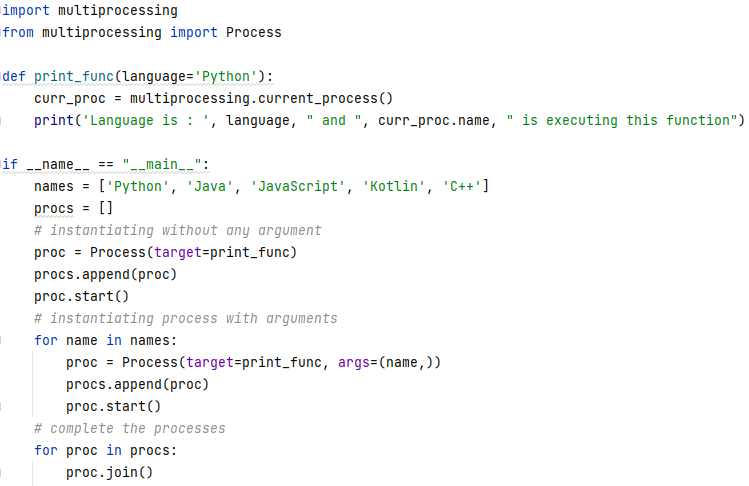 import multiprocessing
from multiprocessing import Process

def print_func(language='Python'):
    curr_proc = multiprocessing.current_process()
    print('Language is : ', language, " and ", curr_proc.name, " is executing this function")

if __name__ == "__main__":
    names = ['Python', 'Java', 'JavaScript', 'Kotlin', 'C++']
    procs = []
    # instantiating without any argument
    proc = Process(target=print_func)
    procs.append(proc)
    proc.start()
    # instantiating process with arguments
    for name in names:
        proc = Process(target=print_func, args=(name,))
        procs.append(proc)
        proc.start()
    # complete the processes
    for proc in procs:
        proc.join()